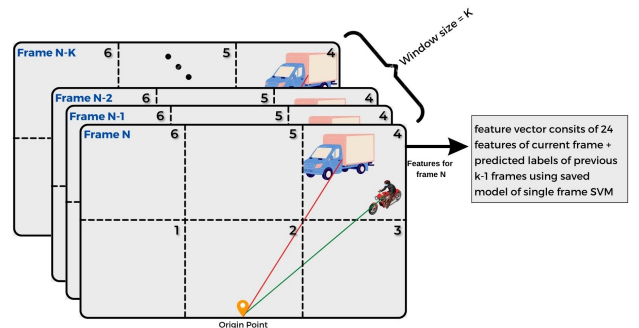 Frame N-K 6 5 4
Window size = K
Frame N-2 6 5 4
Frame N-1 6 5 4
Frame N 6 5 4
1 2 3
Origin Point
Features for
frame N
feature vector consits of 24
features of current frame +
predicted labels of previous
k-1 frames using saved
model of single frame SVM